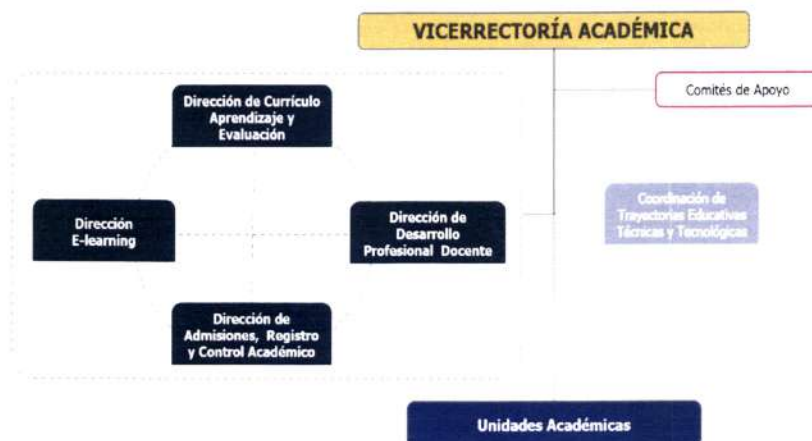 VICERRECTORÍA ACADÉMICA
Comités de Apoyo
Dirección de Currículo
Aprendizaje y
Evaluación
Coordinación de
Trayectorias Educativas
Técnicas y Tecnológicas
Dirección
E-learning
Dirección de
Desarrollo
Profesional Docente
Dirección de
Admisiones, Registro
y Control Académico
Unidades Académicas